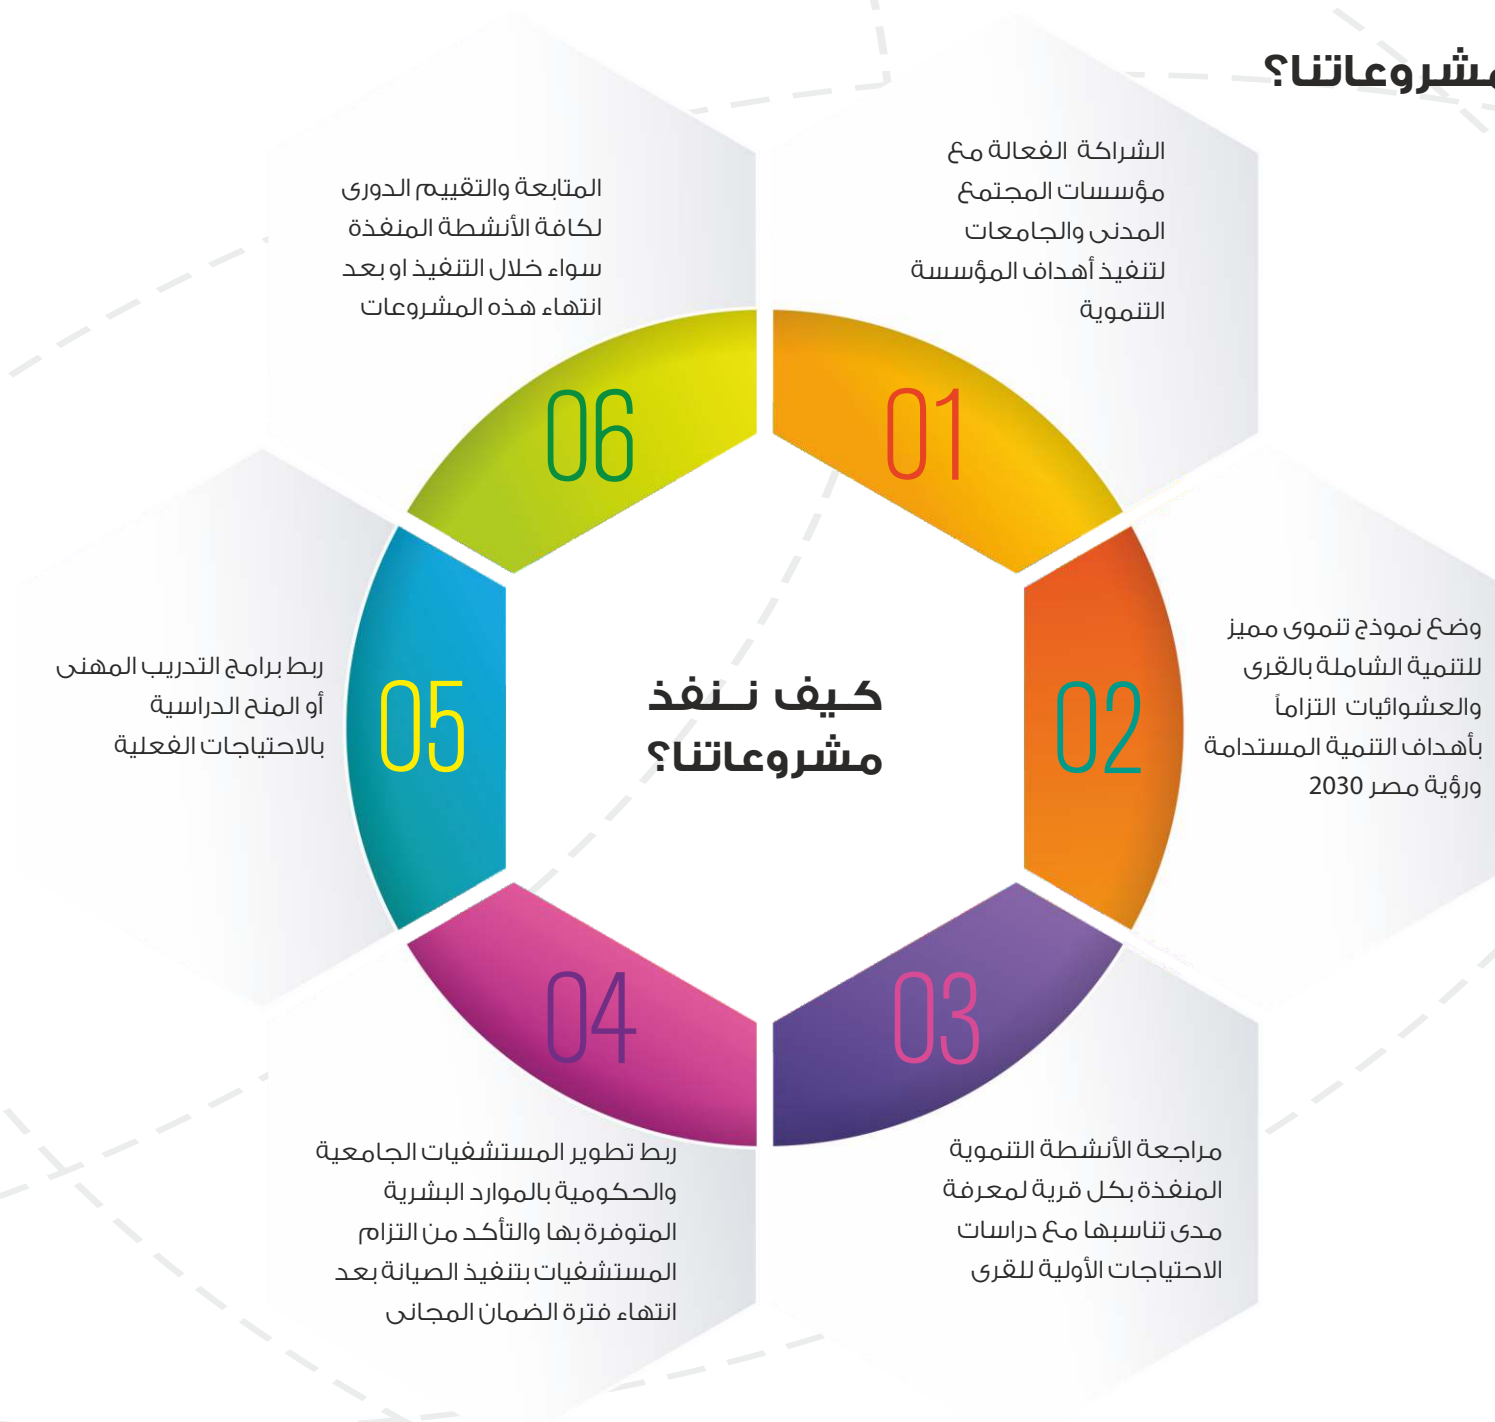 مشروعاتنا؟
الشراكة الفعالة مع
مؤسسات المجتمع
المدنى والجامعات
لتنفيذ أهداف المؤسسة
التنموية
01
وضع نموذج تنموى مميز
للتنمية الشاملة بالقرى
والعشوائيات التزاماً
بأهداف التنمية المستدامة
ورؤية مصر 2030
02
مراجعة الأنشطة التنموية
المنفذة بكل قرية لمعرفة
مدى تناسبها مع دراسات
الاحتياجات الأولية للقرى
03
ربط تطوير المستشفيات الجامعية
والحكومية بالموارد البشرية
المتوفرة بها والتأكد من التزام
المستشفيات بتنفيذ الصيانة بعد
انتهاء فترة الضمان المجانى
04
ربط برامج التدريب المهنى
أو المنح الدراسية
بالاحتياجات الفعلية
05
المتابعة والتقييم الدورى
لكافة الأنشطة المنفذة
سواء خلال التنفيذ او بعد
انتهاء هذه المشروعات
06
كيف ننفذ
مشروعاتنا؟